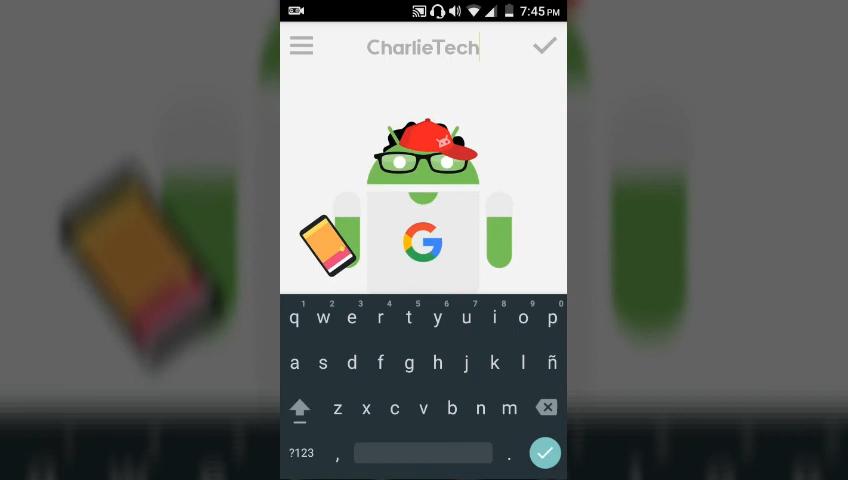 7:45 PM
CharlieTech
G
1 2 3 4 5 6 7 8 9 0
q w e r t y u i o p
a s d f g h j k l ñ
z x c v b n m
?123 , .